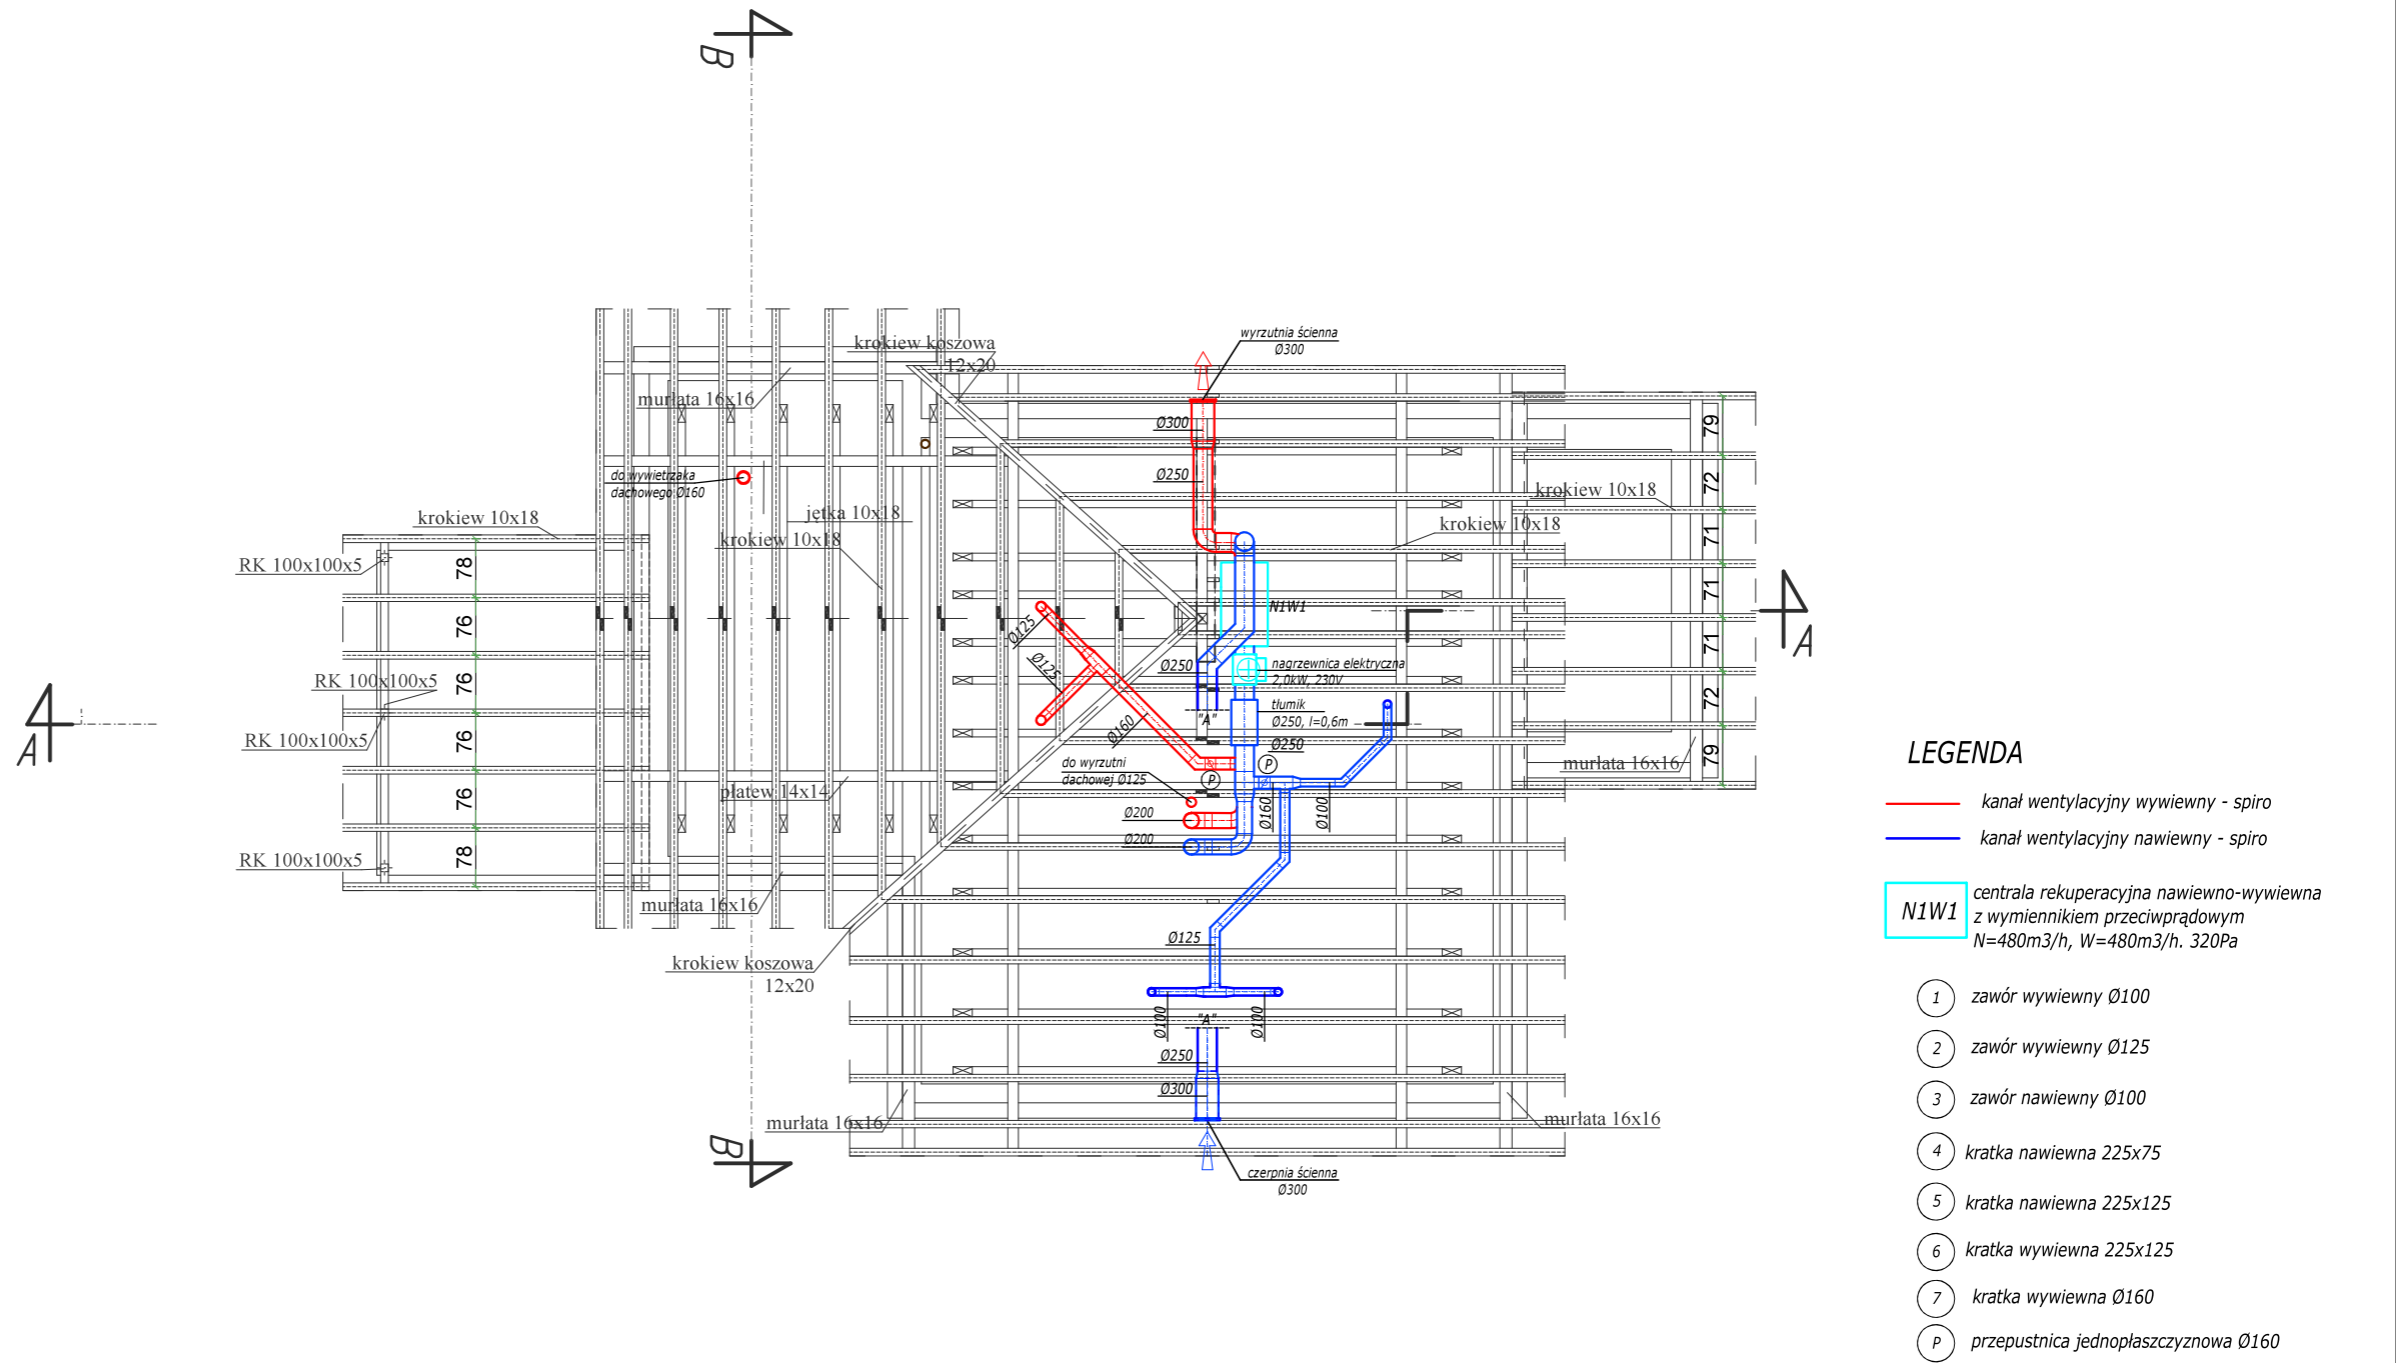 B
wyrzutnia ścienna
Ø300
krokiew koszowa
12x20
murłata 16x16
Ø300
79
do wywietrzaka
dachowego Ø160
Ø250
72
krokiew 10x18
jętka 10x18
krokiew 10x18
krokiew 10x18
krokiew 10x18
71
RK 100x100x5
78
71
N1W1
76
Ø125
A
71
Ø125
Ø250
nagrzewnica elektryczna
2,0kW, 230V
RK 100x100x5
76
72
tłumik
Ø250, l=0,6m
"A"
Ø160
A
RK 100x100x5
76
Ø250
79
LEGENDA
do wyrzutni
dachowej Ø125
P
P
murłata 16x16
płatew 14x14
76
Ø160
Ø100
kanał wentylacyjny wywiewny - spiro
Ø200
Ø200
kanał wentylacyjny nawiewny - spiro
RK 100x100x5
78
murłata 16x16
N1W1
centrala rekuperacyjna nawiewno-wywiewna
z wymiennikiem przeciwprądowym
N=480m3/h, W=480m3/h. 320Pa
Ø125
krokiew koszowa
12x20
Ø100
"A"
Ø100
1 zawór wywiewny Ø100
Ø250
2 zawór wywiewny Ø125
Ø300
3 zawór nawiewny Ø100
murłata 16x16
murłata 16x16
B
4 kratka nawiewna 225x75
czerpnia ścienna
Ø300
5 kratka nawiewna 225x125
6 kratka wywiewna 225x125
7 kratka wywiewna Ø160
P przepustnica jednopłaszczyznowa Ø160